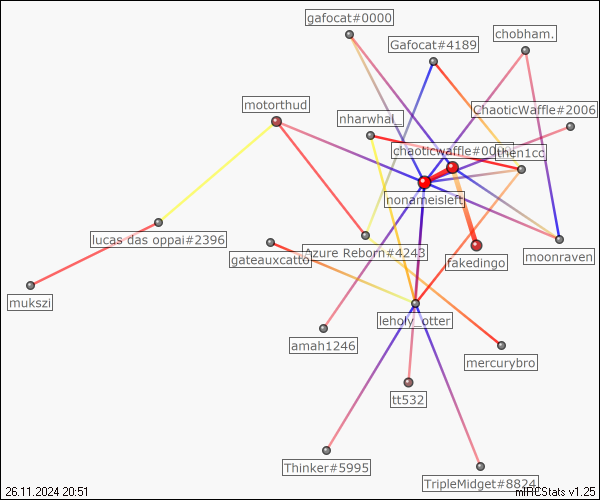 gafocat#0000
chobham.
Gafocat#4189
motorthud
ChaoticWaffle#2006
nharwhal_
chaoticwaffle#00
then1cc
nonameisleft
lucas das oppai#2396
Azure Reborn#4243
gateauxcatto
fakedingo
moonraven
mukszi
leholy_otter
amah1246
mercurybro
tt532
Thinker#5995
TripleMidget#8824
26.11.2024 20:51
mIRCStats v1.25